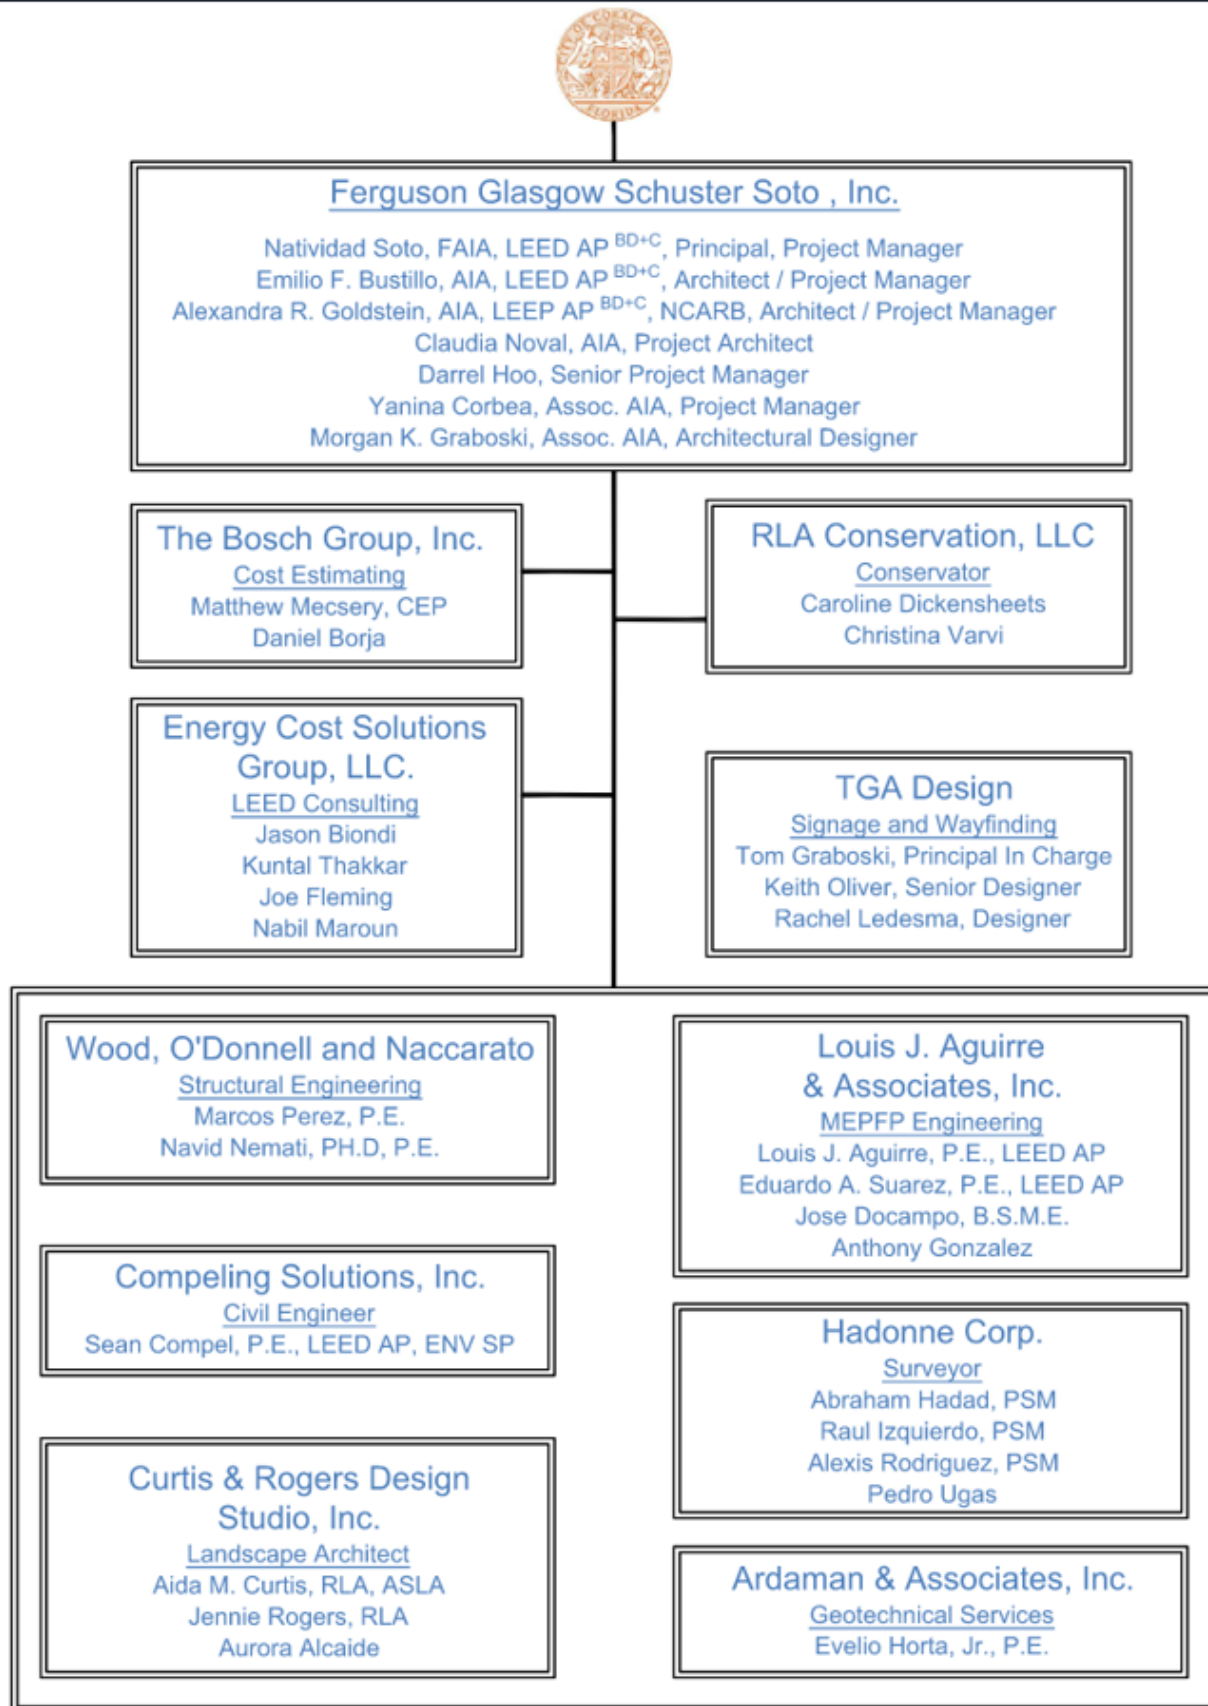 CITY OF CORAL GABLES
FLORIDA
Ferguson Glasgow Schuster Soto , Inc.
Natividad Soto, FAIA, LEED AP BD+C, Principal, Project Manager
Emilio F. Bustillo, AIA, LEED AP BD+C, Architect / Project Manager
Alexandra R. Goldstein, AIA, LEEP AP BD+C, NCARB, Architect / Project Manager
Claudia Noval, AIA, Project Architect
Darrel Hoo, Senior Project Manager
Yanina Corbea, Assoc. AIA, Project Manager
Morgan K. Graboski, Assoc. AIA, Architectural Designer
The Bosch Group, Inc.
Cost Estimating
Matthew Mecsery, CEP
Daniel Borja
RLA Conservation, LLC
Conservator
Caroline Dickensheets
Christina Varvi
Energy Cost Solutions
Group, LLC.
LEED Consulting
Jason Biondi
Kuntal Thakkar
Joe Fleming
Nabil Maroun
TGA Design
Signage and Wayfinding
Tom Graboski, Principal In Charge
Keith Oliver, Senior Designer
Rachel Ledesma, Designer
Wood, O'Donnell and Naccarato
Structural Engineering
Marcos Perez, P.E.
Navid Nemati, PH.D, P.E.
Louis J. Aguirre
& Associates, Inc.
MEPFP Engineering
Louis J. Aguirre, P.E., LEED AP
Eduardo A. Suarez, P.E., LEED AP
Jose Docampo, B.S.M.E.
Anthony Gonzalez
Compeling Solutions, Inc.
Civil Engineer
Sean Compel, P.E., LEED AP, ENV SP
Hadonne Corp.
Surveyor
Abraham Hadad, PSM
Raul Izquierdo, PSM
Alexis Rodriguez, PSM
Pedro Ugas
Curtis & Rogers Design
Studio, Inc.
Landscape Architect
Aida M. Curtis, RLA, ASLA
Jennie Rogers, RLA
Aurora Alcaide
Ardaman & Associates, Inc.
Geotechnical Services
Evelio Horta, Jr., P.E.